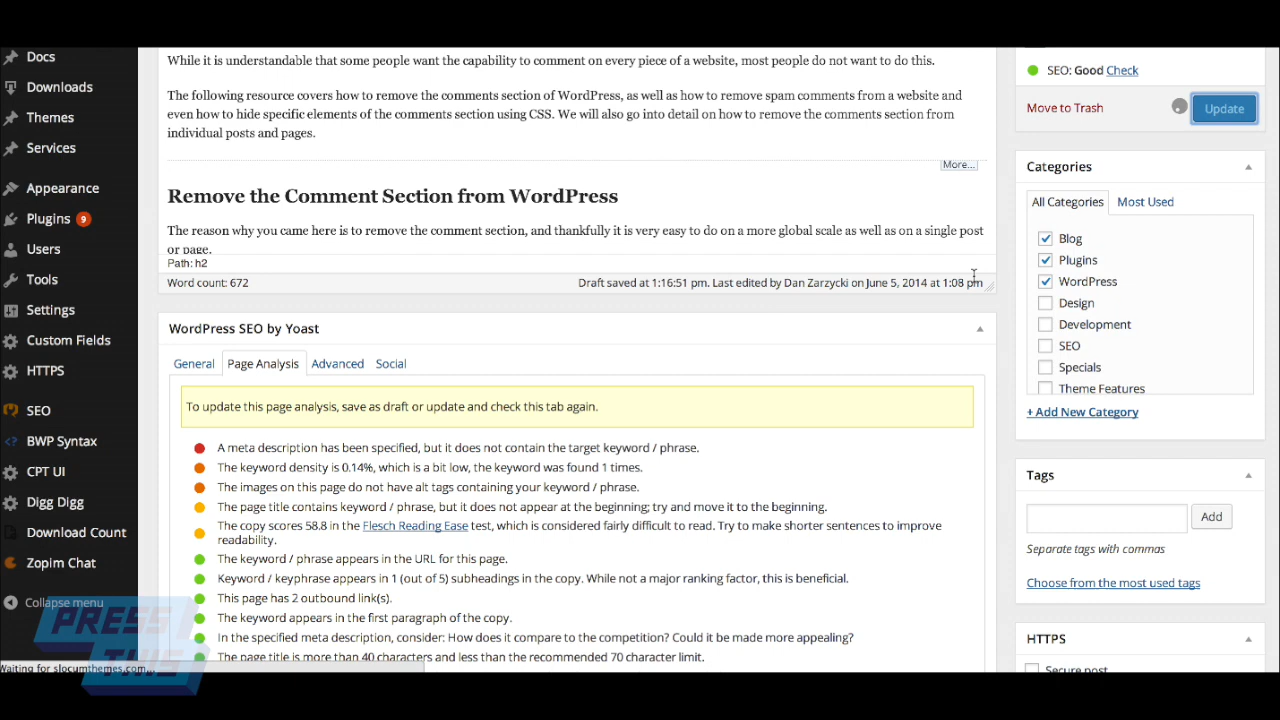 Docs
Downloads
Themes
Services
Appearance
Plugins 9
Users
Tools
Settings
Custom Fields
HTTPS
SEO
BWP Syntax
CPT UI
Digg Digg
Download Count
Zopim Chat
Collapse menu
PRESS
THIS
Waiting for slocumthemes.com...
While it is understandable that some people want the capability to comment on every piece of a website, most people do not want to do this.
The following resource covers how to remove the comments section of WordPress, as well as how to remove spam comments from a website and
even how to hide specific elements of the comments section using CSS. We will also go into detail on how to remove the comments section from
individual posts and pages.
More...
Remove the Comment Section from WordPress
The reason why you came here is to remove the comment section, and thankfully it is very easy to do on a more global scale as well as on a single post
or page.
Path: h2
Word count: 672
Draft saved at 1:16:51 pm. Last edited by Dan Zarzycki on June 5, 2014 at 1:08 pm
WordPress SEO by Yoast
General Page Analysis Advanced Social
To update this page analysis, save as draft or update and check this tab again.
A meta description has been specified, but it does not contain the target keyword / phrase.
The keyword density is 0.14%, which is a bit low, the keyword was found 1 times.
The images on this page do not have alt tags containing your keyword / phrase.
The page title contains keyword / phrase, but it does not appear at the beginning; try and move it to the beginning.
The copy scores 58.8 in the Flesch Reading Ease test, which is considered fairly difficult to read. Try to make shorter sentences to improve
readability.
The keyword / phrase appears in the URL for this page.
Keyword / keyphrase appears in 1 (out of 5) subheadings in the copy. While not a major ranking factor, this is beneficial.
This page has 2 outbound link(s).
The keyword appears in the first paragraph of the copy.
In the specified meta description, consider: How does it compare to the competition? Could it be made more appealing?
The page title is more than 40 characters and less than the recommended 70 character limit.
SEO: Good Check
Move to Trash
Update
Categories
All Categories Most Used
Blog
Plugins
WordPress
Design
Development
SEO
Specials
Theme Features
+ Add New Category
Tags
Add
Separate tags with commas
Choose from the most used tags
HTTPS
Secure post